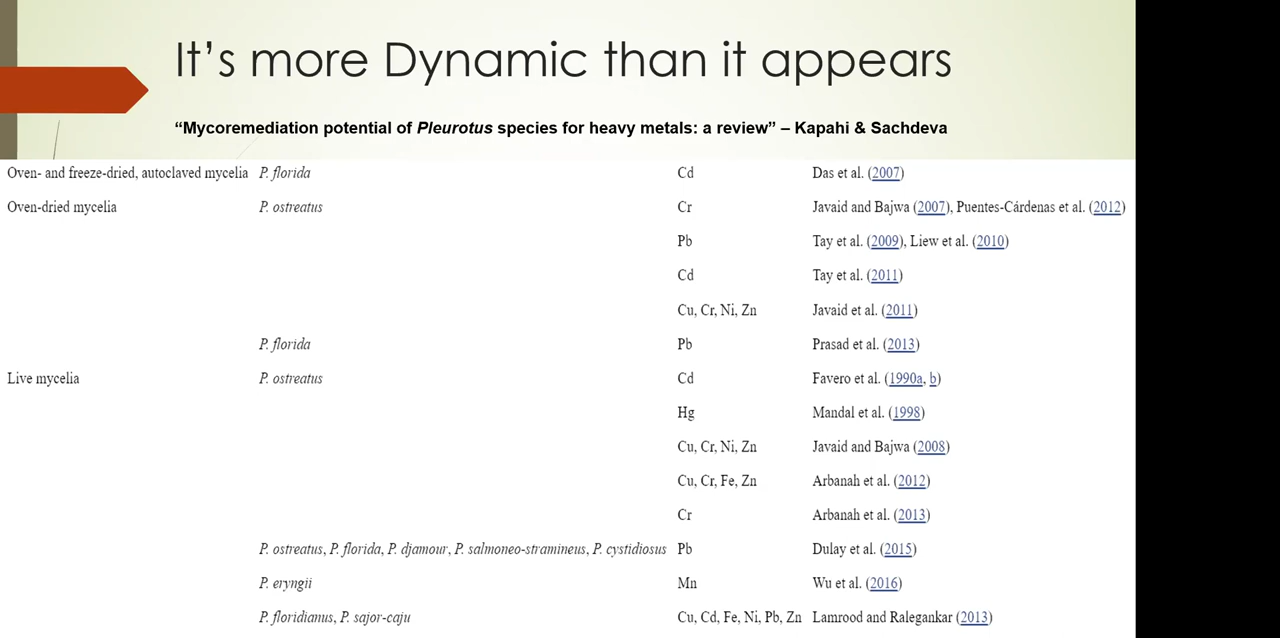 It's more Dynamic than it appears
“Mycoremediation potential of Pleurotus species for heavy metals: a review” – Kapahi & Sachdeva
Oven- and freeze-dried, autoclaved mycelia P. florida Cd Das et al. (2007)
Oven-dried mycelia P. ostreatus Cr Javaid and Bajwa (2007), Puentes-Cárdenas et al. (2012)
Pb Tay et al. (2009), Liew et al. (2010)
Cd Tay et al. (2011)
Cu, Cr, Ni, Zn Javaid et al. (2011)
P. florida Pb Prasad et al. (2013)
Live mycelia P. ostreatus Cd Favero et al. (1990a, b)
Hg Mandal et al. (1998)
Cu, Cr, Ni, Zn Javaid and Bajwa (2008)
Cu, Cr, Fe, Zn Arbanah et al. (2012)
Cr Arbanah et al. (2013)
P. ostreatus, P. florida, P. djamour, P. salmoneo-stramineus, P. cystidiosus Pb Dulay et al. (2015)
P. eryngii Mn Wu et al. (2016)
P. floridianus, P. sajor-caju Cu, Cd, Fe, Ni, Pb, Zn Lamrood and Ralegankar (2013)